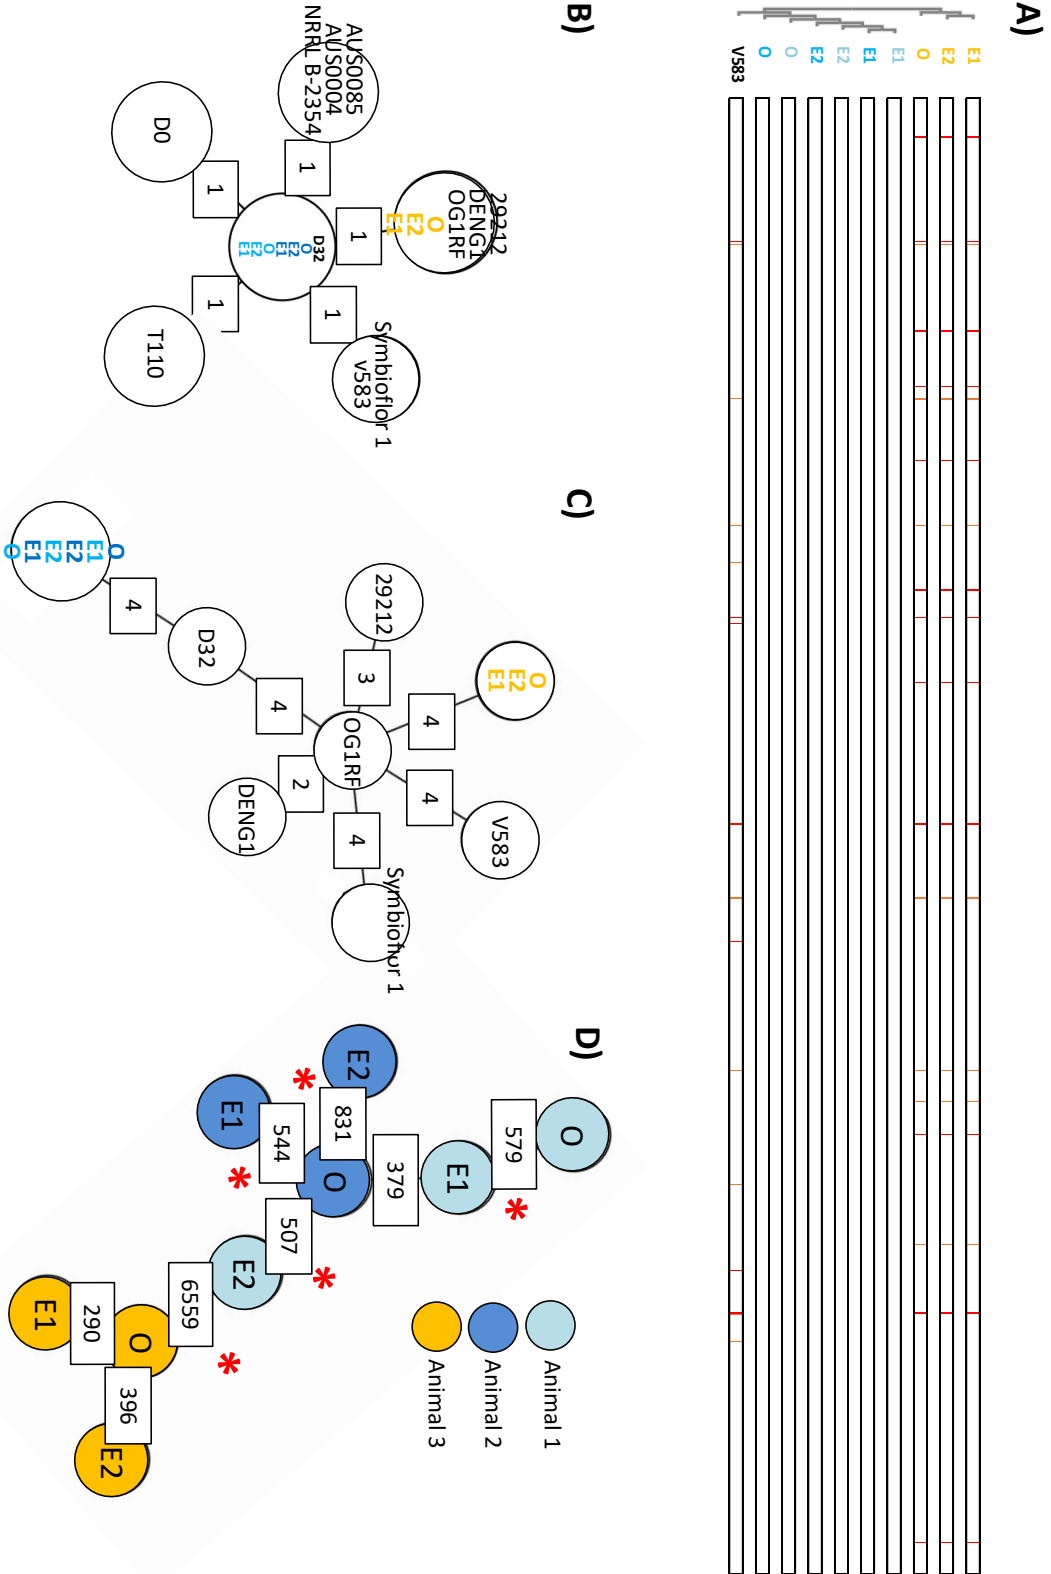 A)
E1
E2
O
E1
E1
E2
E2
O
O
V583
B)
AUS0085
AUS0004
NRRL B-2354
1
D0
1
29212
DENG1
OG1RF
O
E2
E1
1
D32
O
E2
E1
O
E2
E1
1
T110
1
Symbioflor 1
v583
C)
O
E1
E2
E2
E1
O
4
D32
4
29212
3
O
E2
E1
4
OG1RF
4
V583
2
DENG1
4
Symbioflor 1
D)
E2
831
E1
544
*
*
O
579
*
E1
379
O
507
*
E2
6559
*
O
290
E1
396
E2
Animal 1
Animal 2
Animal 3